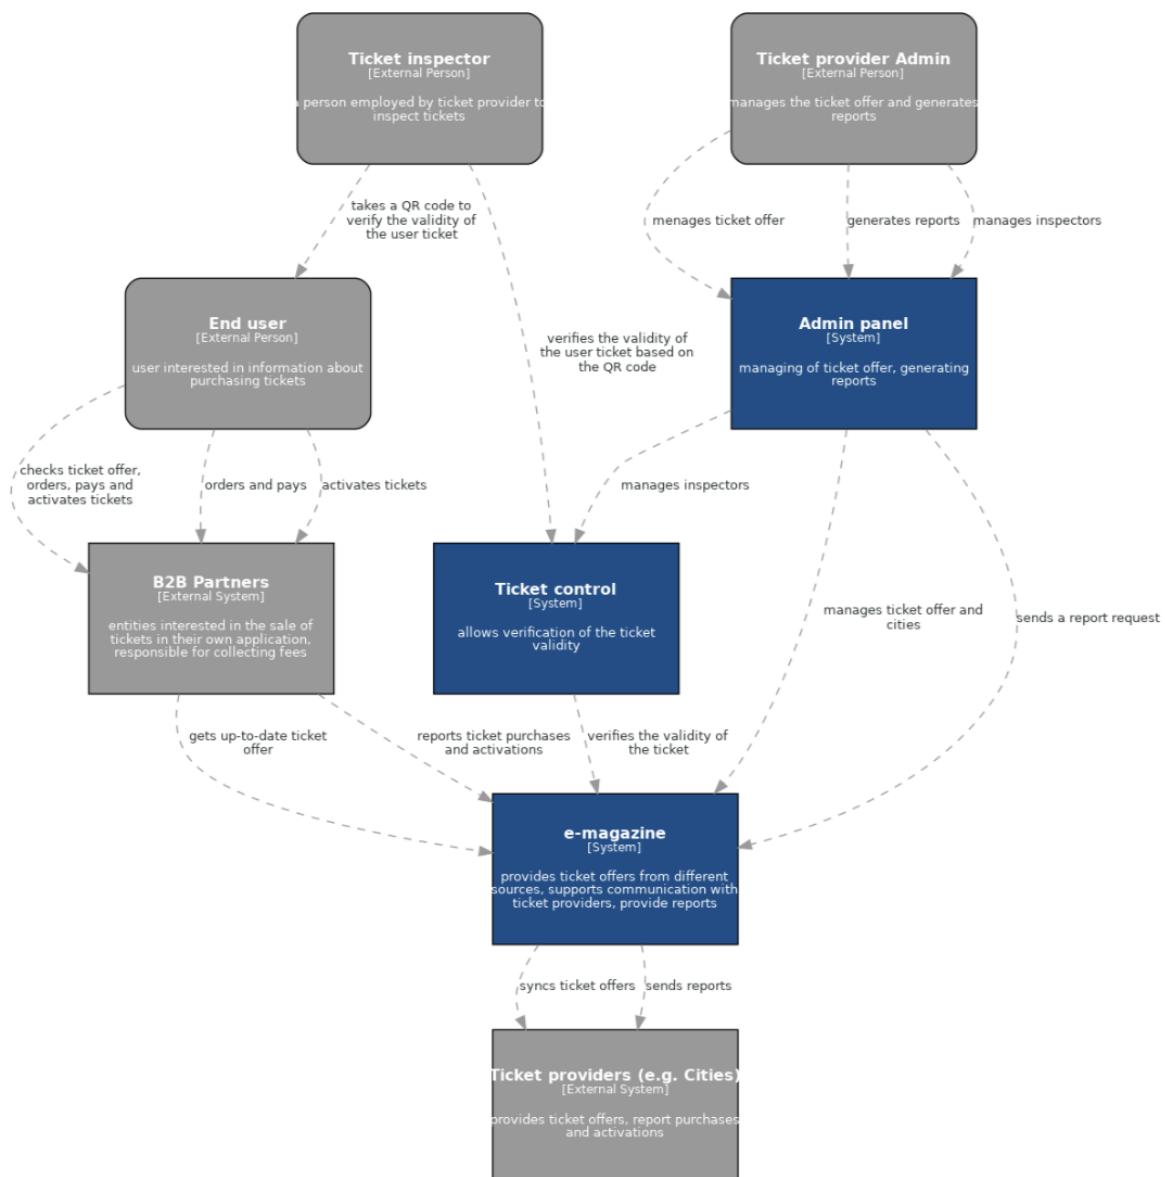 Ticket inspector
[External Person]
a person employed by ticket provider to
inspect tickets
Ticket provider Admin
[External Person]
manages the ticket offer and generates
reports
takes a QR code to
verify the validity of
the user ticket
menages ticket offer
generates reports
manages inspectors
End user
[External Person]
user interested in information about
purchasing tickets
verifies the validity of
the user ticket based on
the QR code
Admin panel
[System]
managing of ticket offer, generating
reports
checks ticket offer,
orders, pays and
activates tickets
orders and pays
activates tickets
manages inspectors
B2B Partners
[External System]
entities interested in the sale of
tickets in their own application,
responsible for collecting fees
Ticket control
[System]
allows verification of the ticket
validity
manages ticket offer and
cities
sends a report request
gets up-to-date ticket
offer
reports ticket purchases
and activations
verifies the validity of
the ticket
e-magazine
[System]
provides ticket offers from different
sources, supports communication with
ticket providers, provide reports
syncs ticket offers
sends reports
Ticket providers (e.g. Cities)
[External System]
provides ticket offers, report purchases
and activations